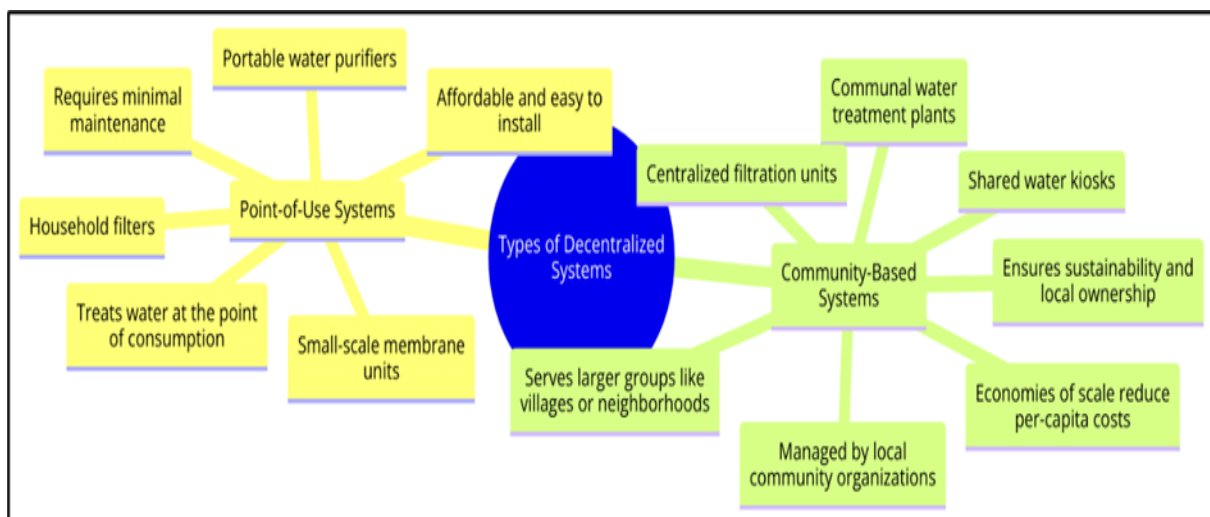 Types of Decentralized
Systems
Point-of-Use Systems
Portable water purifiers
Requires minimal
maintenance
Affordable and easy to
install
Household filters
Treats water at the point
of consumption
Small-scale membrane
units
Community-Based
Systems
Communal water
treatment plants
Centralized filtration units
Shared water kiosks
Ensures sustainability and
local ownership
Serves larger groups like
villages or neighborhoods
Economies of scale reduce
per-capita costs
Managed by local
community organizations